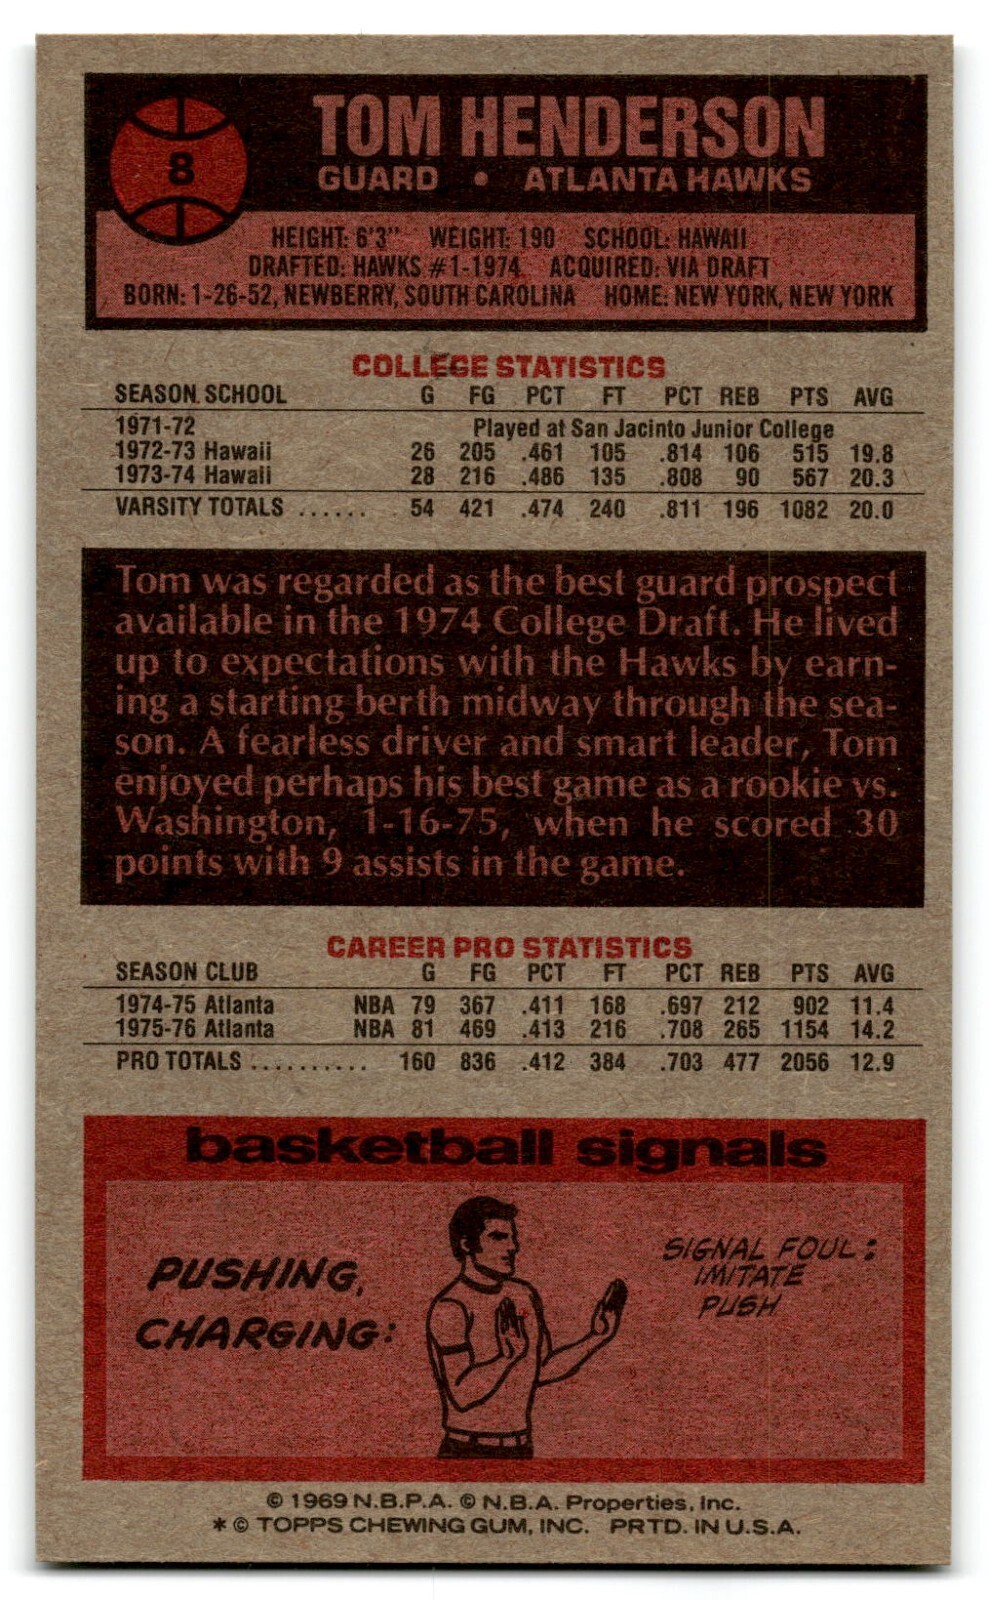 8
TOM HENDERSON
GUARD • ATLANTA HAWKS
HEIGHT: 6'3" WEIGHT: 190 SCHOOL: HAWAII
DRAFTED: HAWKS #1-1974 ACQUIRED: VIA DRAFT
BORN: 1-26-52, NEWBERRY, SOUTH CAROLINA HOME: NEW YORK, NEW YORK
COLLEGE STATISTICS
SEASON SCHOOL G FG PCT FT PCT REB PTS AVG
1971-72 Played at San Jacinto Junior College
1972-73 Hawaii 26 205 .461 105 .814 106 515 19.8
1973-74 Hawaii 28 216 .486 135 .808 90 567 20.3
VARSITY TOTALS ...... 54 421 .474 240 .811 196 1082 20.0
Tom was regarded as the best guard prospect
available in the 1974 College Draft. He lived
up to expectations with the Hawks by earn-
ing a starting berth midway through the sea-
son. A fearless driver and smart leader, Tom
enjoyed perhaps his best game as a rookie vs.
Washington, 1-16-75, when he scored 30
points with 9 assists in the game.
CAREER PRO STATISTICS
SEASON CLUB G FG PCT FT PCT REB PTS AVG
1974-75 Atlanta NBA 79 367 .411 168 .697 212 902 11.4
1975-76 Atlanta NBA 81 469 .413 216 .708 265 1154 14.2
PRO TOTALS .......... 160 836 .412 384 .703 477 2056 12.9
basketball signals
PUSHING,
CHARGING:
SIGNAL FOUL:
IMITATE
PUSH
© 1969 N.B.P.A. © N.B.A. Properties, Inc.
* © TOPPS CHEWING GUM, INC. PRTD. IN U.S.A.